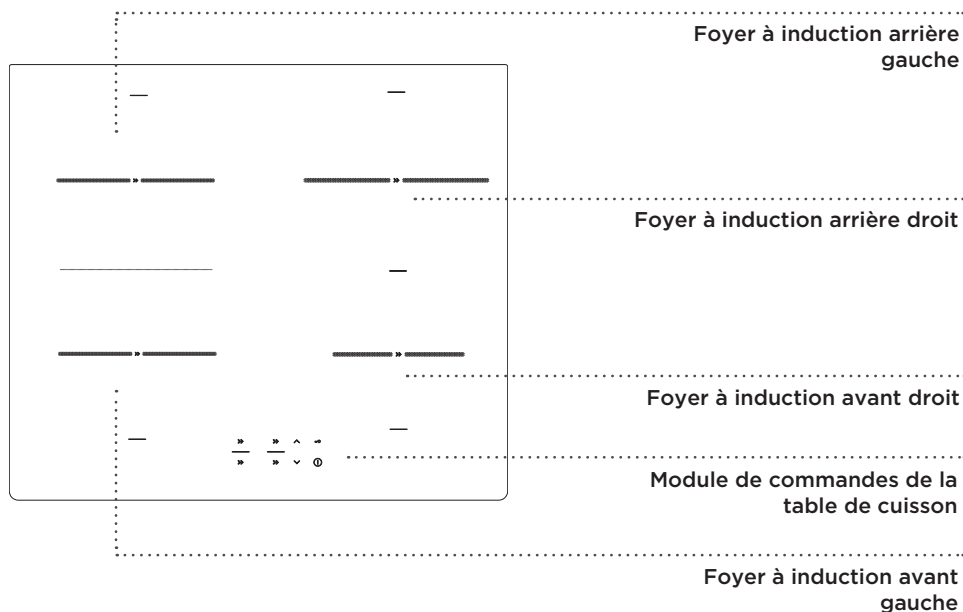 Foyer à induction arrière
gauche
Foyer à induction arrière droit
Foyer à induction avant droit
Module de commandes de la
table de cuisson
Foyer à induction avant
gauche